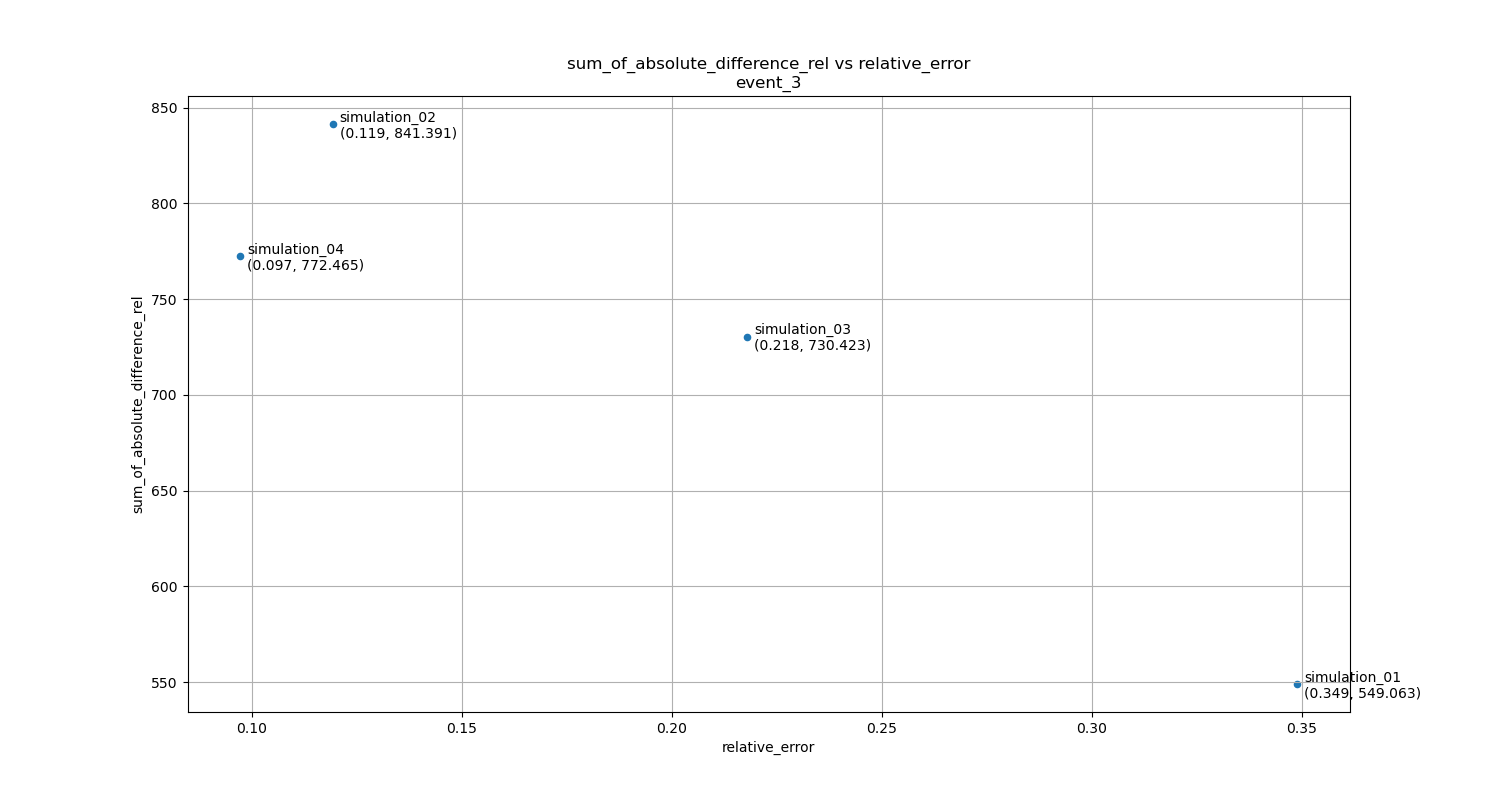 sum_of_absolute_difference_rel vs relative_error
event_3
850
800
750
700
650
600
550
sum_of_absolute_difference_rel
simulation_02
(0.119, 841.391)
simulation_04
(0.097, 772.465)
simulation_03
(0.218, 730.423)
simulation_01
(0.349, 549.063)
0.10
0.15
0.20
0.25
0.30
0.35
relative_error